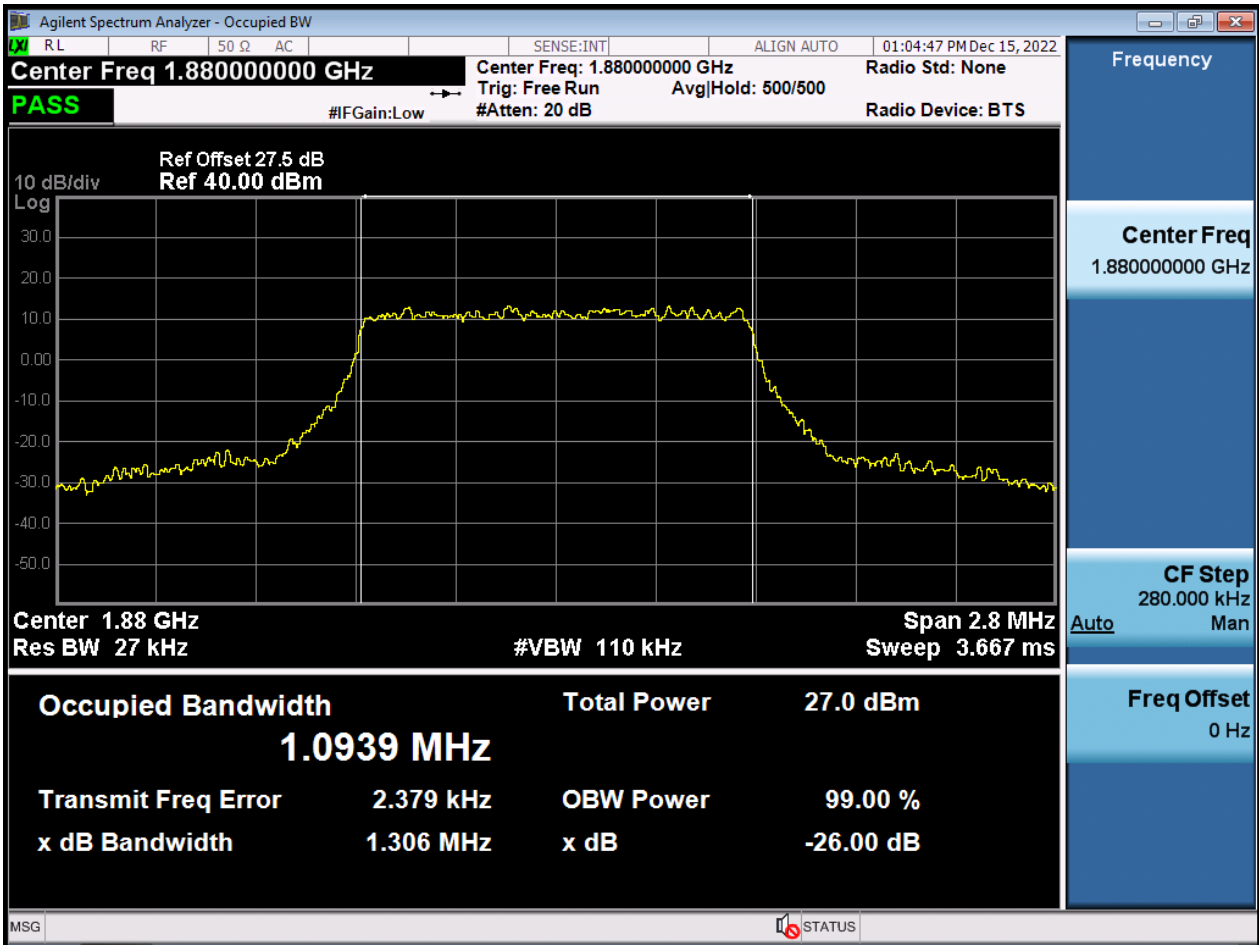 Agilent Spectrum Analyzer - Occupied BW
LXI RL RF 50 Ω AC SENSE:INT ALIGN AUTO 01:04:47 PM Dec 15, 2022
Center Freq 1.880000000 GHz
PASS
#IFGain:Low
Center Freq: 1.880000000 GHz
Trig: Free Run Avg|Hold: 500/500
#Atten: 20 dB
Radio Std: None
Radio Device: BTS
Ref Offset 27.5 dB
10 dB/div Ref 40.00 dBm
Log
30.0
20.0
10.0
0.00
-10.0
-20.0
-30.0
-40.0
-50.0
Center 1.88 GHz Span 2.8 MHz
Res BW 27 kHz #VBW 110 kHz Sweep 3.667 ms
Occupied Bandwidth Total Power 27.0 dBm
1.0939 MHz
Transmit Freq Error 2.379 kHz OBW Power 99.00 %
x dB Bandwidth 1.306 MHz x dB -26.00 dB
Frequency
Center Freq
1.880000000 GHz
CF Step
280.000 kHz
Auto Man
Freq Offset
0 Hz
MSG STATUS